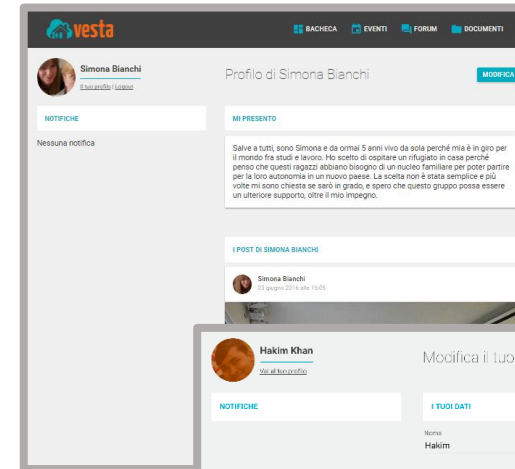 vesta
BACHECA EVENTI FORUM DOCUMENTI
Simona Bianchi
Il tuo profilo | Logout
Profilo di Simona Bianchi
MODIFICA
NOTIFICHE
Nessuna notifica
MI PRESENTO
Salve a tutti, sono Simona e da ormai 5 anni vivo da sola perché mia è in giro per
il mondo fra studi e lavoro. Ho scelto di ospitare un rifugiato in casa perché
penso che questi ragazzi abbiano bisogno di un nucleo familiare per poter partire
per la loro autonomia in un nuovo paese. La scelta non è stata semplice e più
volte mi sono chiesta se sarò in grado, e spero che questo gruppo possa essere
un ulteriore supporto, oltre il mio impegno.
I POST DI SIMONA BIANCHI
Simona Bianchi
23 giugno 2016 alle 15:05
Hakim Khan
Vai al tuo profilo
Modifica il tuo
NOTIFICHE
I TUOI DATI
Nome
Hakim